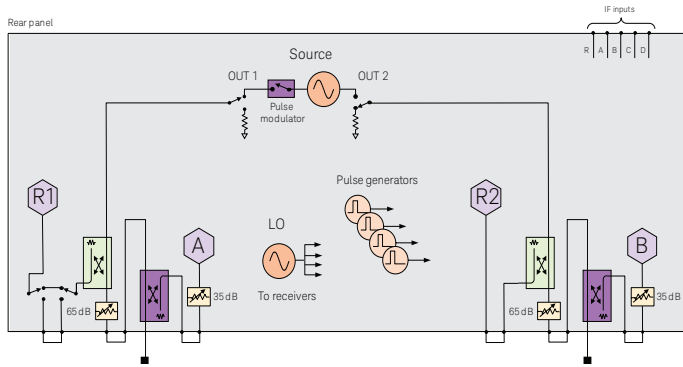 IF inputs
Rear panel
R A B C D
Source
OUT 1
OUT 2
Pulse
modulator
Pulse generators
R1
R2
LO
A
B
To receivers
65 dB
35 dB
65 dB
35 dB